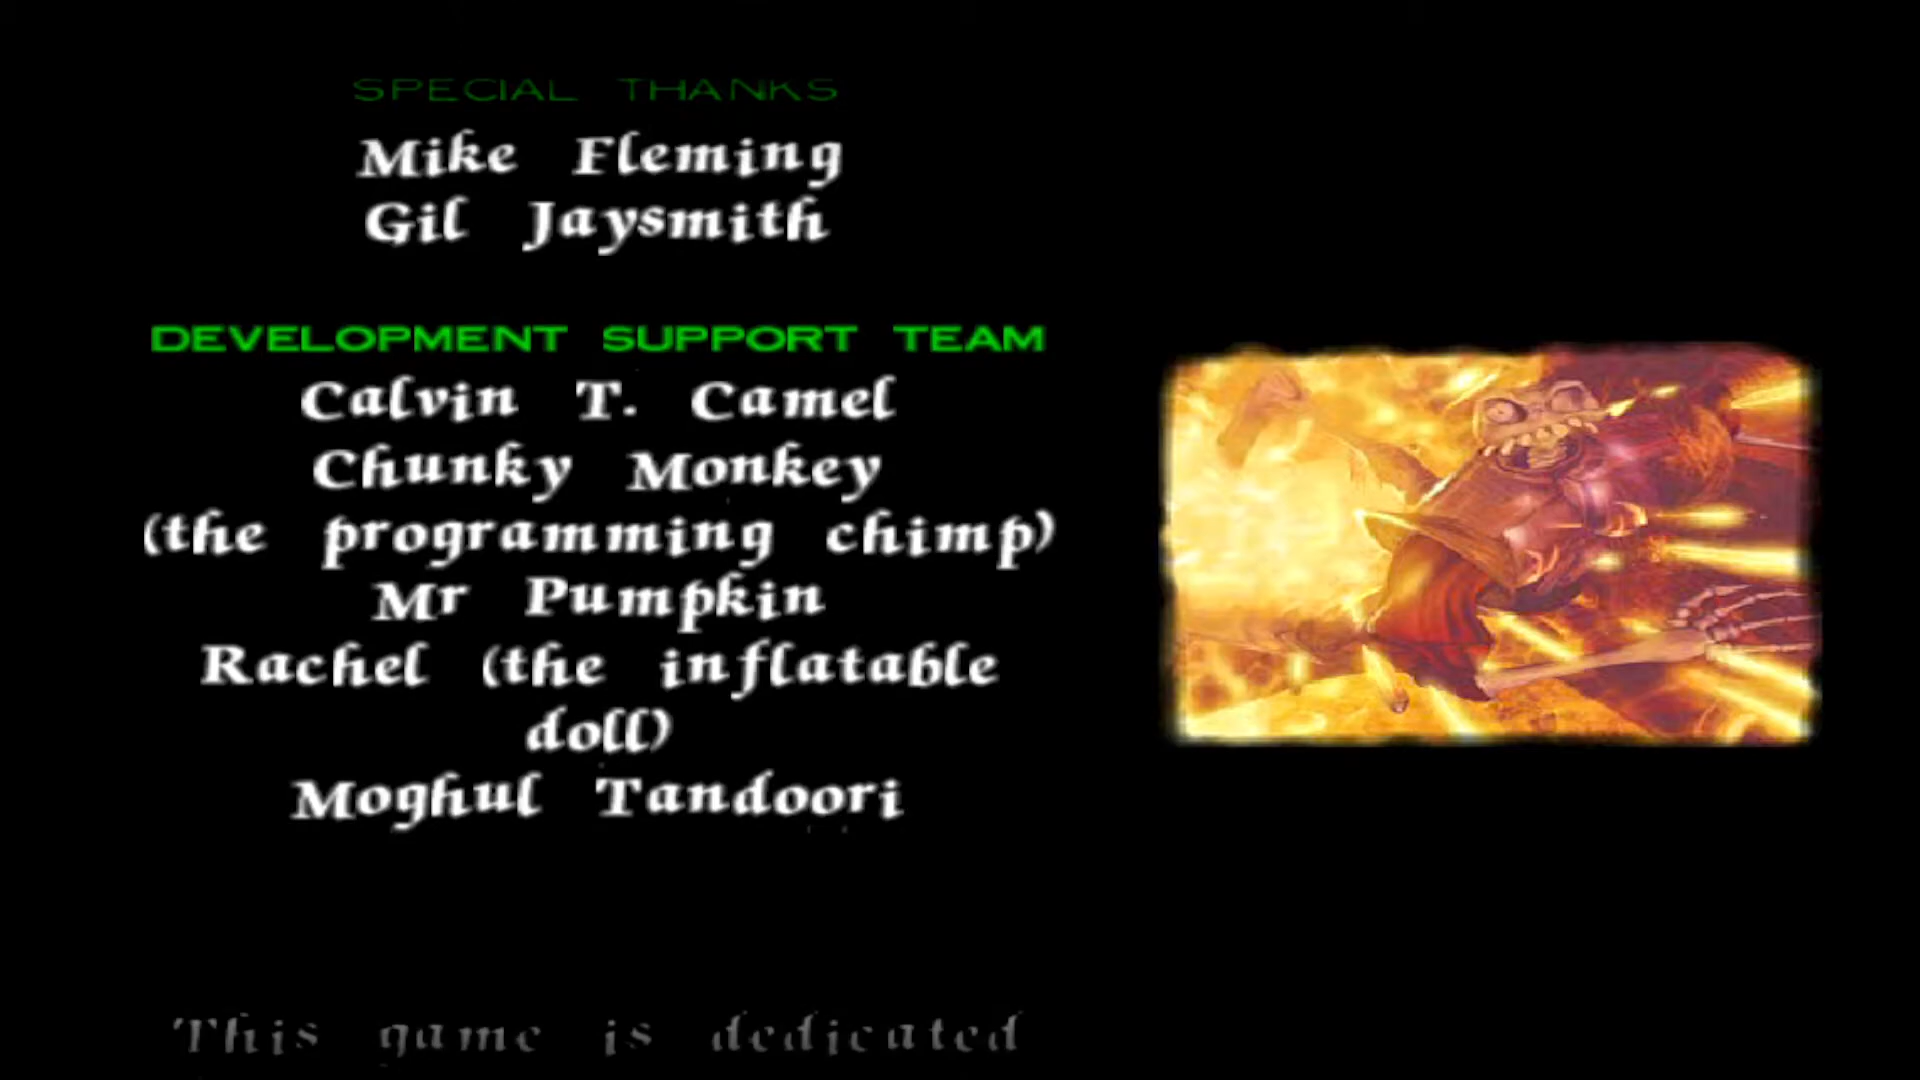 SPECIAL THANKS
Mike Fleming
Gil Jaysmith
DEVELOPMENT SUPPORT TEAM
Calvin T. Camel
Chunky Monkey
(the programming chimp)
Mr Pumpkin
Rachel (the inflatable
doll)
Moghul Tandoori
This game is dedicated